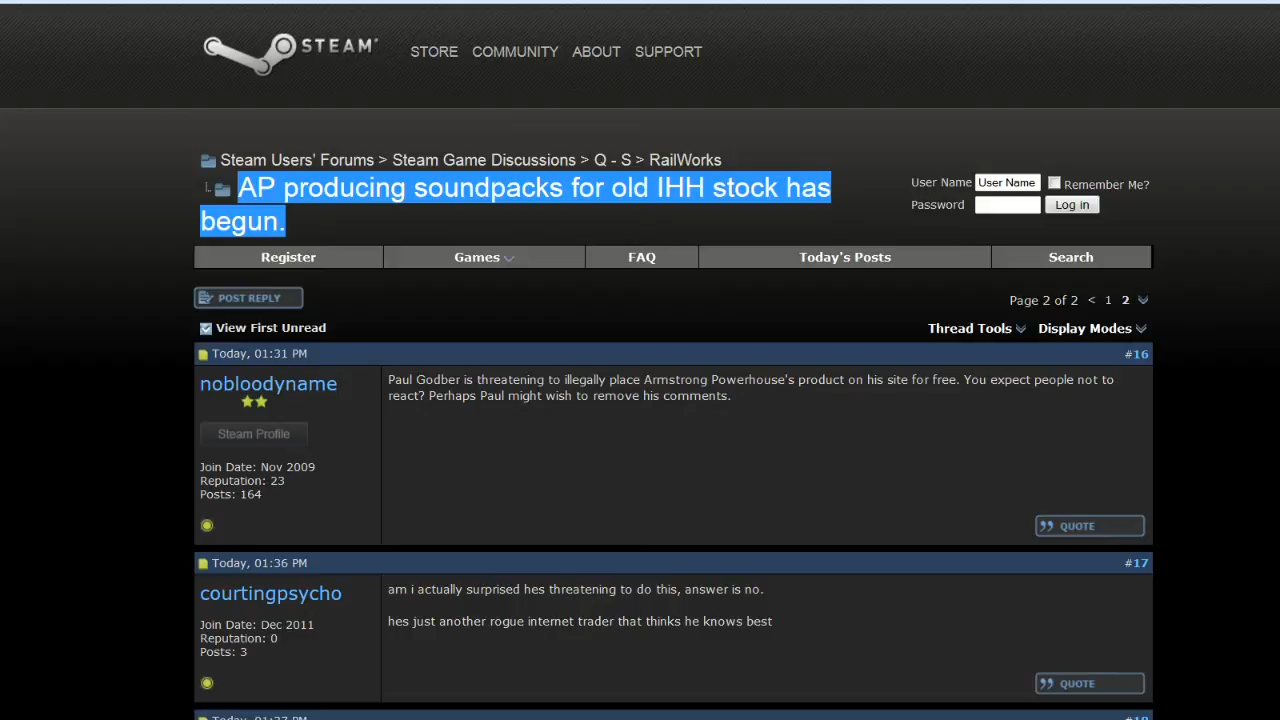 STEAM
STORE COMMUNITY ABOUT SUPPORT
Steam Users' Forums > Steam Game Discussions > Q - S > RailWorks
AP producing soundpacks for old IHH stock has
begun.
User Name User Name Remember Me?
Password Log in
Register Games FAQ Today's Posts Search
POST REPLY
Page 2 of 2 < 1 2
View First Unread
Thread Tools Display Modes
Today, 01:31 PM #16
nobloodyname
Steam Profile
Join Date: Nov 2009
Reputation: 23
Posts: 164
Paul Godber is threatening to illegally place Armstrong Powerhouse's product on his site for free. You expect people not to
react? Perhaps Paul might wish to remove his comments.
QUOTE
Today, 01:36 PM #17
courtingpsycho
Join Date: Dec 2011
Reputation: 0
Posts: 3
am i actually surprised hes threatening to do this, answer is no.
hes just another rogue internet trader that thinks he knows best
QUOTE
Today, 01:37 PM #18